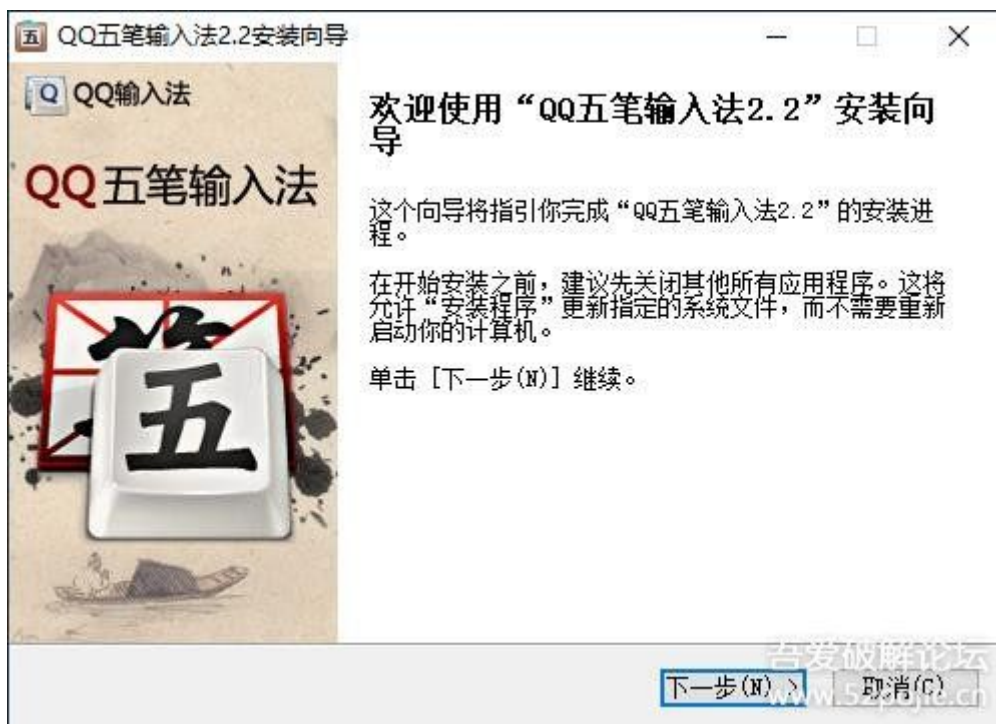 QQ五笔输入法2.2安装向导
QQ输入法
QQ五笔输入法
五
欢迎使用“QQ五笔输入法2.2”安装向
导
这个向导将指引你完成“QQ五笔输入法2.2”的安装进
程。
在开始安装之前，建议先关闭其他所有应用程序。这将
允许“安装程序”更新指定的系统文件，而不需要重新
启动你的计算机。
单击 [下一步(N)] 继续。
吾爱破解论坛
下一步(N) >
取消(C)
www.52pojie.cn